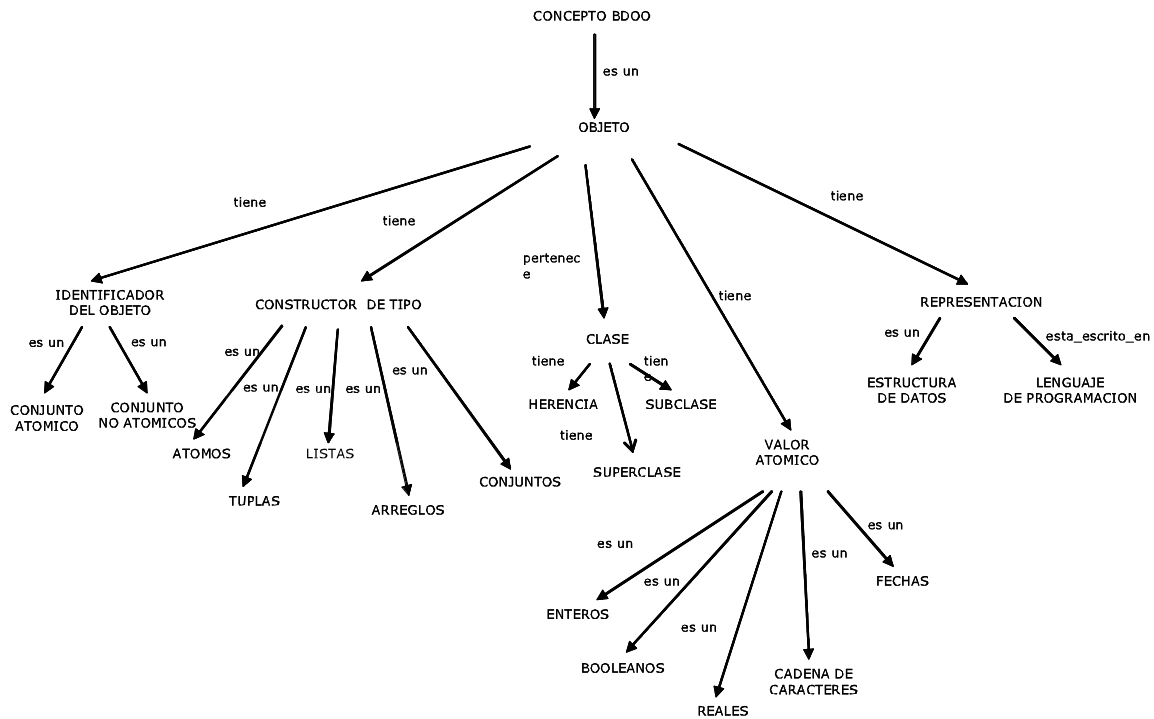 CONCEPTO BDOO
es un
OBJETO
tiene
tiene
pertenec
e
tiene
tiene
IDENTIFICADOR
DEL OBJETO
CONSTRUCTOR DE TIPO
CLASE
REPRESENTACION
es un
es un
es un
es un
es un
es un
es un
tiene
tien
e
es un
esta_escrito_en
CONJUNTO
ATOMICO
CONJUNTO
NO ATOMICOS
HERENCIA
SUBCLASE
ESTRUCTURA
DE DATOS
LENGUAJE
DE PROGRAMACION
tiene
ATOMOS
LISTAS
VALOR
ATOMICO
TUPLAS
ARREGLOS
CONJUNTOS
SUPERCLASE
es un
es un
es un
es un
es un
FECHAS
ENTEROS
BOOLEANOS
CADENA DE
CARACTERES
REALES